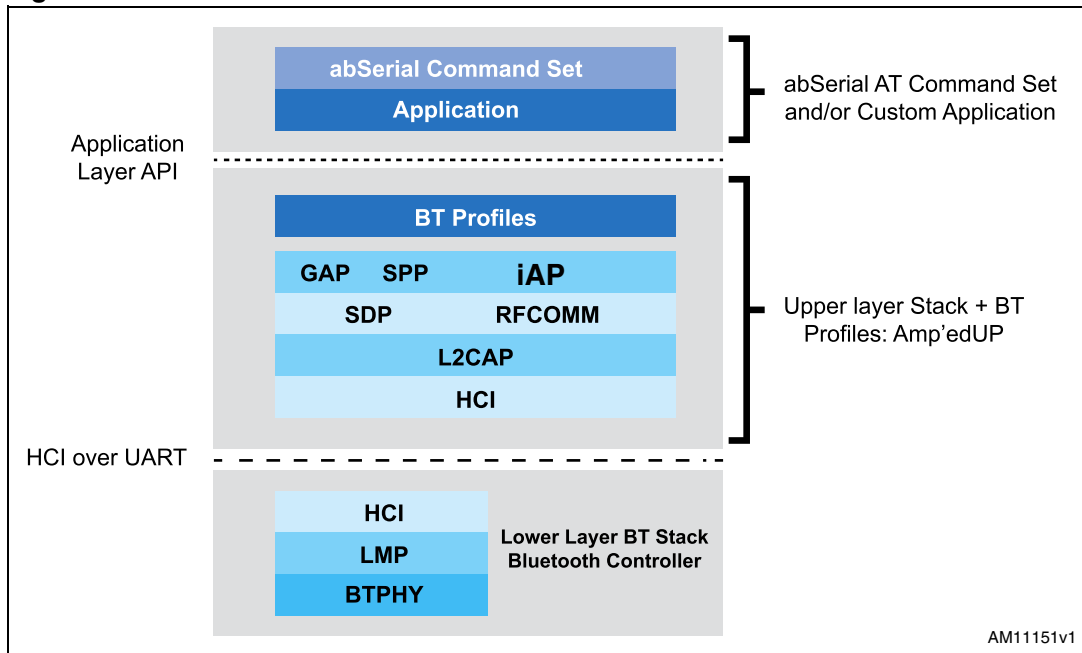 abSerial Command Set
Application
abSerial AT Command Set
and/or Custom Application
Application
Layer API
BT Profiles
GAP SPP iAP
SDP RFCOMM
L2CAP
HCI
Upper layer Stack + BT
Profiles: Amp'edUP
HCI over UART
HCI
LMP
BTPHY
Lower Layer BT Stack
Bluetooth Controller
AM11151v1